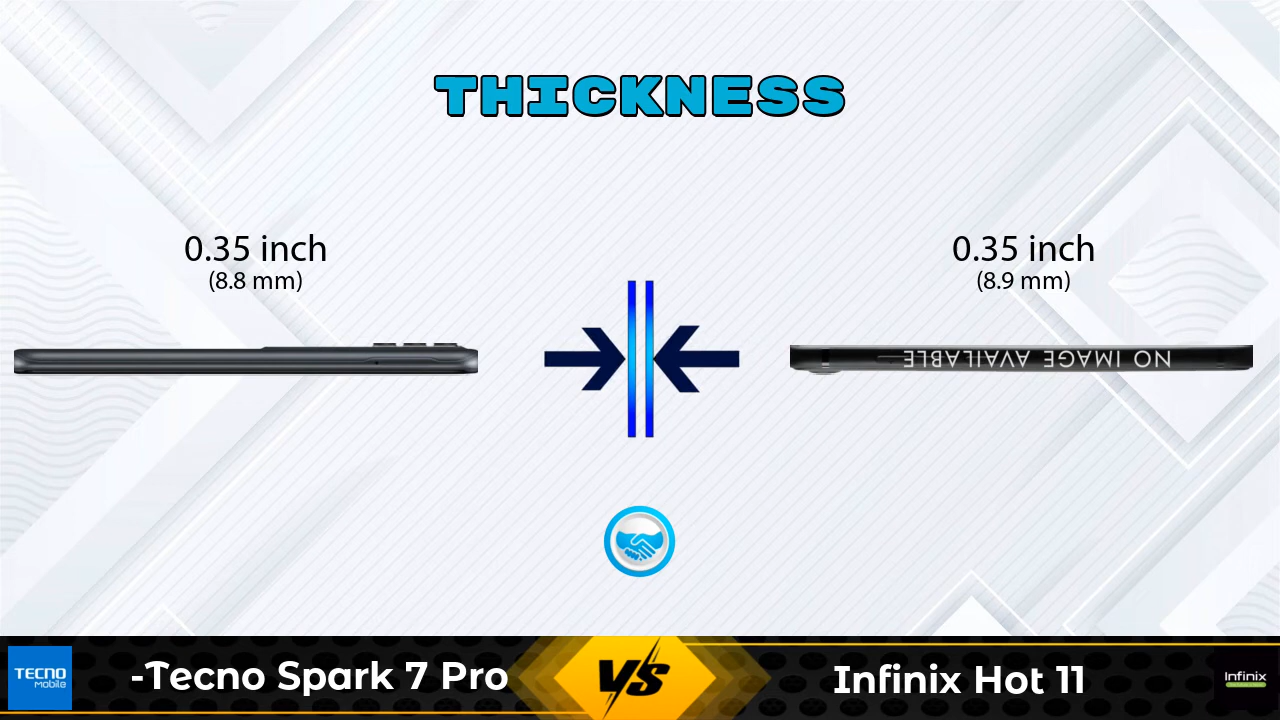 THICKNESS
0.35 inch
(8.8 mm)
0.35 inch
(8.9 mm)
NO IMAGE AVAILABLE
TECNO
mobile
-Tecno Spark 7 Pro
VS
Infinix Hot 11
Infinix